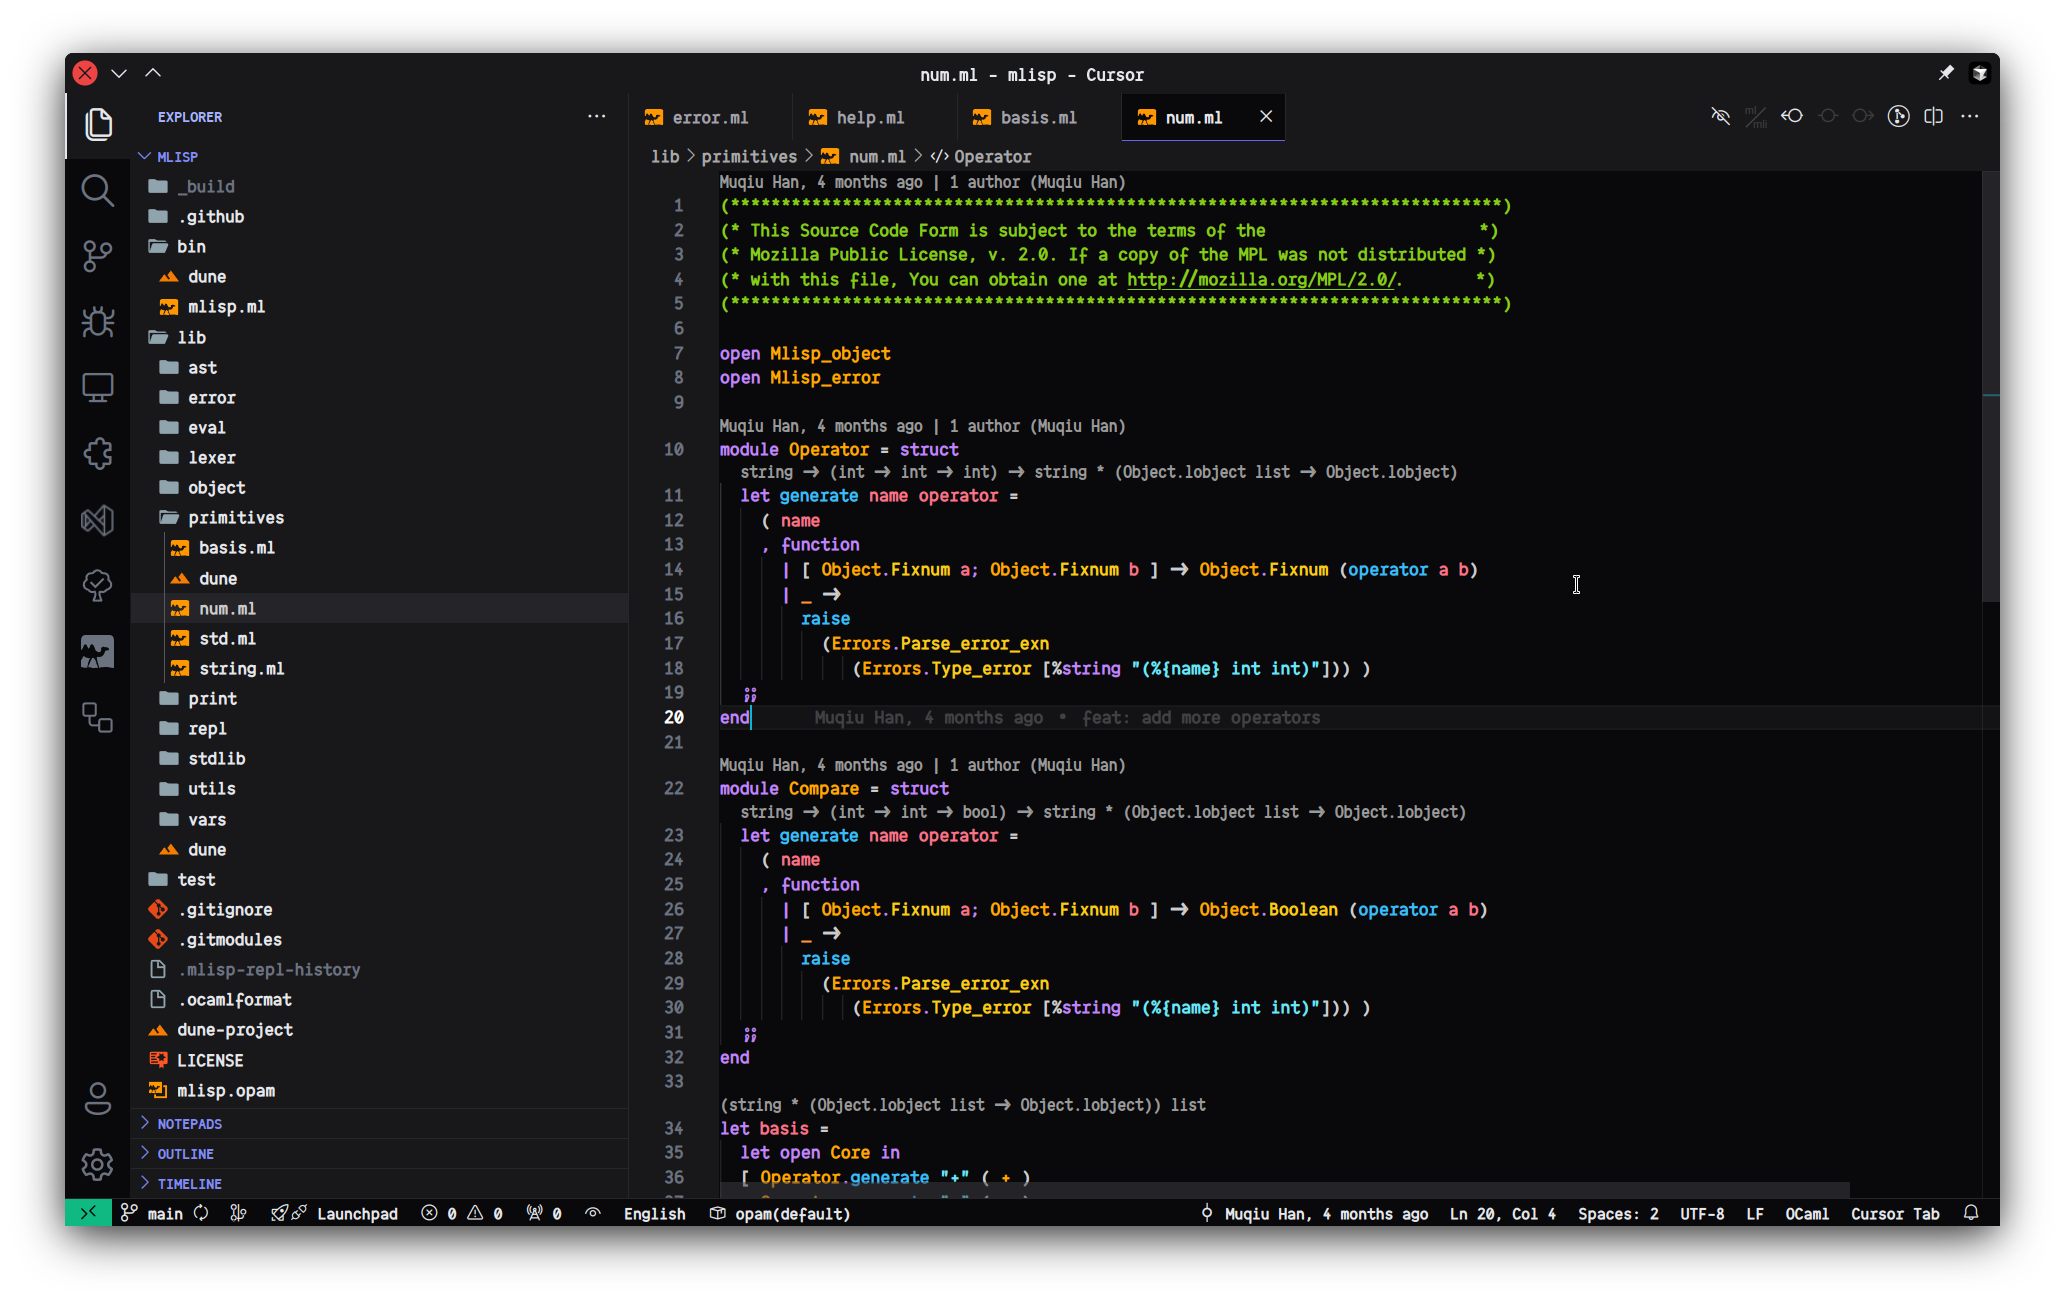 num.ml - mlisp - Cursor
EXPLORER
MLISP
_build
.github
bin
dune
mlisp.ml
lib
ast
error
eval
lexer
object
primitives
basis.ml
dune
num.ml
std.ml
string.ml
print
repl
stdlib
utils
vars
dune
test
.gitignore
.gitmodules
.mlisp-repl-history
.ocamlformat
dune-project
LICENSE
mlisp.opam
NOTEPADS
OUTLINE
TIMELINE
error.ml help.ml basis.ml num.ml
ml/mli
lib > primitives > num.ml > </> Operator
Muqiu Han, 4 months ago | 1 author (Muqiu Han)
1 (****************************************************************************)
2 (* This Source Code Form is subject to the terms of the *)
3 (* Mozilla Public License, v. 2.0. If a copy of the MPL was not distributed *)
4 (* with this file, You can obtain one at http://mozilla.org/MPL/2.0/. *)
5 (****************************************************************************)
6
7 open Mlisp_object
8 open Mlisp_error
9
Muqiu Han, 4 months ago | 1 author (Muqiu Han)
10 module Operator = struct
string → (int → int → int) → string * (Object.lobject list → Object.lobject)
11 let generate name operator =
12 ( name
13 , function
14 | [ Object.Fixnum a; Object.Fixnum b ] → Object.Fixnum (operator a b)
15 | _ →
16 raise
17 (Errors.Parse_error_exn
18 (Errors.Type_error [%string "(%{name} int int)"])) )
19 ;;
20 end Muqiu Han, 4 months ago • feat: add more operators
21
Muqiu Han, 4 months ago | 1 author (Muqiu Han)
22 module Compare = struct
string → (int → int → bool) → string * (Object.lobject list → Object.lobject)
23 let generate name operator =
24 ( name
25 , function
26 | [ Object.Fixnum a; Object.Fixnum b ] → Object.Boolean (operator a b)
27 | _ →
28 raise
29 (Errors.Parse_error_exn
30 (Errors.Type_error [%string "(%{name} int int)"])) )
31 ;;
32 end
33
(string * (Object.lobject list → Object.lobject)) list
34 let basis =
35 let open Core in
36 [ Operator.generate "+" ( + )
main Launchpad 0 0 0 English opam(default) Muqiu Han, 4 months ago Ln 20, Col 4 Spaces: 2 UTF-8 LF OCaml Cursor Tab